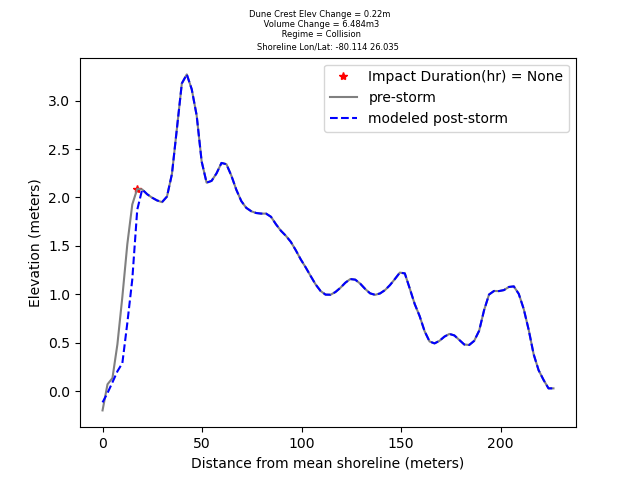 Dune Crest Elev Change = 0.22m
Volume Change = 6.484m3
Regime = Collision
Shoreline Lon/Lat: -80.114 26.035
Impact Duration(hr) = None
pre-storm
modeled post-storm
Elevation (meters)
3.0
2.5
2.0
1.5
1.0
0.5
0.0
0 50 100 150 200
Distance from mean shoreline (meters)